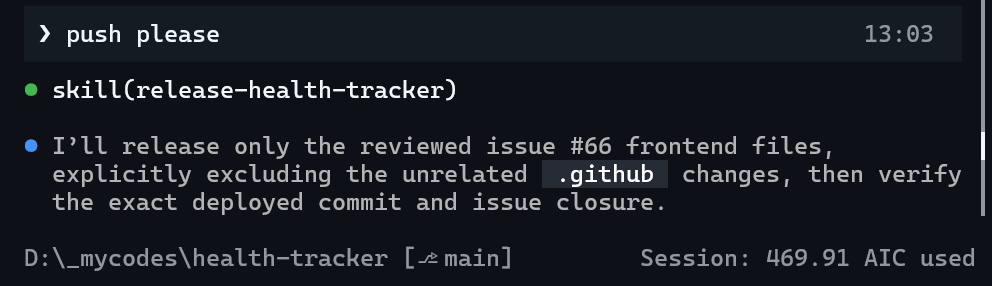 ❯ push please 13:03
● skill(release-health-tracker)
● I’ll release only the reviewed issue #66 frontend files,
explicitly excluding the unrelated .github changes, then verify
the exact deployed commit and issue closure.
D:\_mycodes\health-tracker [⎇ main] Session: 469.91 AIC used